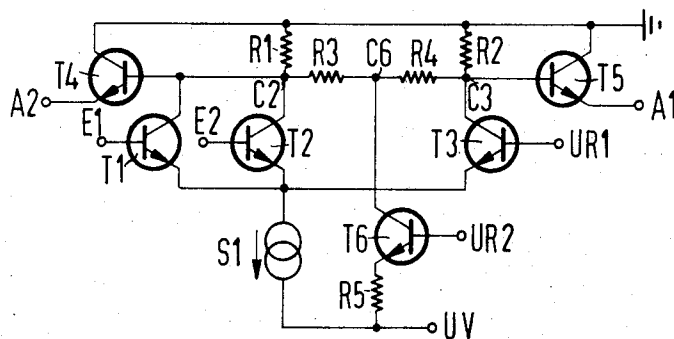 R1 R3 C6 R4 R2
T4 C2 C3 T5
A2 E1 E2 A1
T1 T2 T3 UR1
S1 T6 UR2
R5
UV